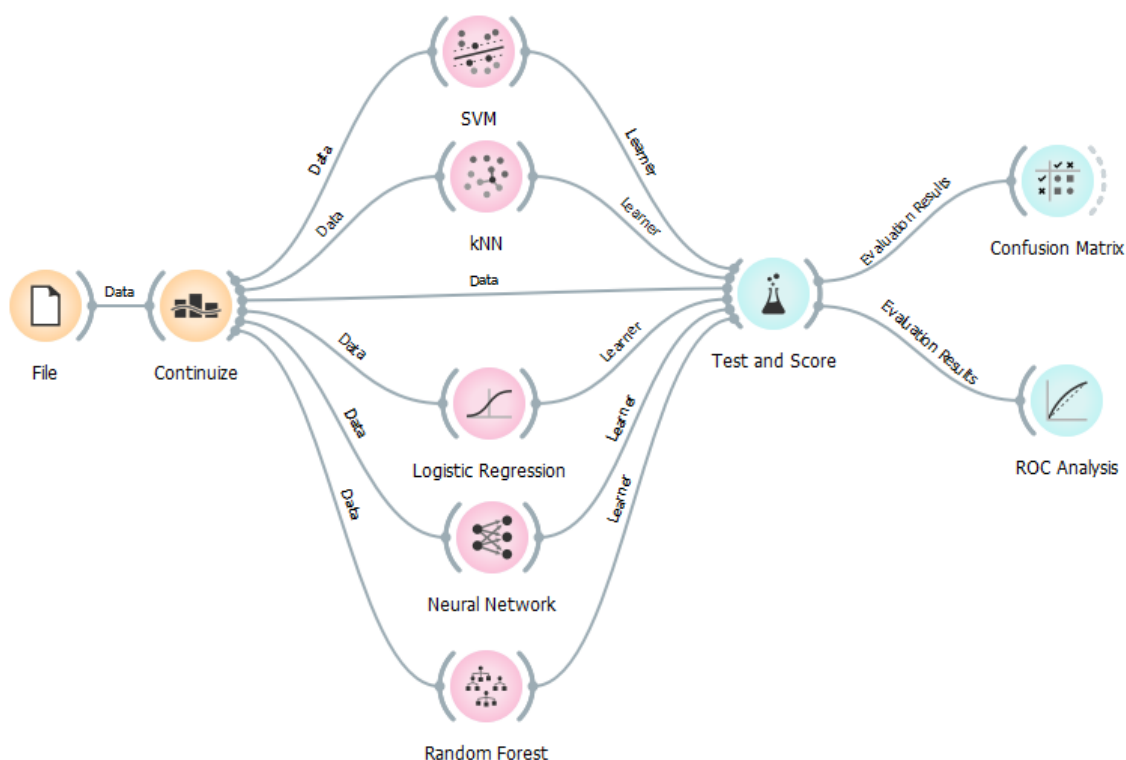 SVM
Data
Learner
kNN
Data
Learner
Evaluation Results
Confusion Matrix
Data
File
Continuize
Data
Test and Score
Evaluation Results
ROC Analysis
Data
Learner
Logistic Regression
Data
Learner
Neural Network
Data
Learner
Random Forest